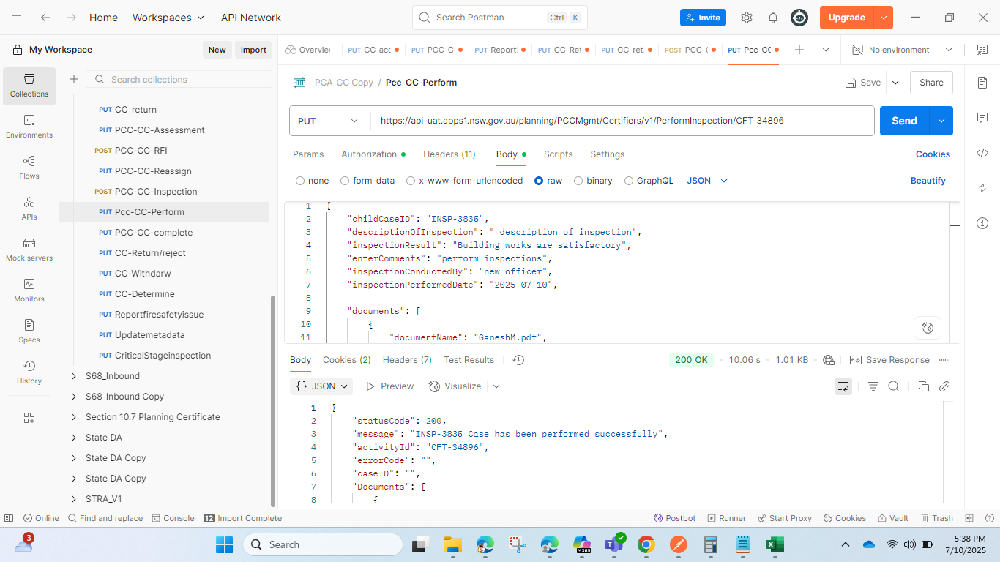 Home
Workspaces
API Network
Search Postman
Ctrl
K
Invite
Upgrade
My Workspace
New
Import
Overview
PUT CC_acc
PUT PCC-C
PUT Report
PUT CC-Ret
PUT CC_ret
POST PCC-C
PUT Pcc-CC
No environment
Collections
Environments
Flows
APIs
Mock servers
Monitors
Specs
History
Search collections
PUT CC_return
PUT PCC-CC-Assessment
POST PCC-CC-RFI
PUT PCC-CC-Reassign
POST PCC-CC-Inspection
PUT Pcc-CC-Perform
PUT PCC-CC-complete
PUT CC-Return/reject
PUT CC-Withdarw
PUT CC-Determine
PUT Reportfiresafetyissue
PUT Updatemetadata
PUT CriticalStageinspection
S68_Inbound
S68_Inbound Copy
Section 10.7 Planning Certificate
State DA
State DA Copy
State DA Copy
STRA_V1
HTTP
PCA_CC Copy / Pcc-CC-Perform
Save
Share
PUT
https://api-uat.apps1.nsw.gov.au/planning/PCCMgmt/Certifiers/v1/PerformInspection/CFT-34896
Send
Params
Authorization
Headers (11)
Body
Scripts
Settings
Cookies
none
form-data
x-www-form-urlencoded
raw
binary
GraphQL
JSON
Beautify
1 {
2 "childCaseID": "INSP-3835",
3 "descriptionOfInspection": " description of inspection",
4 "inspectionResult": "Building works are satisfactory",
5 "enterComments": "perform inspections",
6 "inspectionConductedBy": "new officer",
7 "inspectionPerformedDate": "2025-07-10",
8
9 "documents": [
10 {
11 "documentName": "GaneshM.pdf",
Body
Cookies (2)
Headers (7)
Test Results
200 OK
10.06 s
1.01 KB
e.g.
Save Response
{} JSON
Preview
Visualize
1 {
2 "statusCode": 200,
3 "message": "INSP-3835 Case has been performed successfully",
4 "activityId": "CFT-34896",
5 "errorCode": "",
6 "caseID": "",
7 "Documents": [
8 {
Online
Find and replace
Console
12 Import Complete
Postbot
Runner
Start Proxy
Cookies
Vault
Trash
3
Search
M365
5:38 PM
7/10/2025